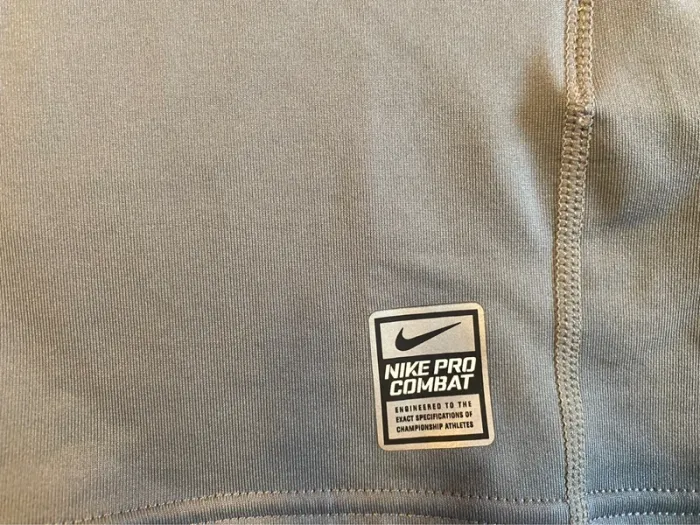 NIKE PRO
COMBAT
ENGINEERED TO THE
EXACT SPECIFICATIONS OF
CHAMPIONSHIP ATHLETES